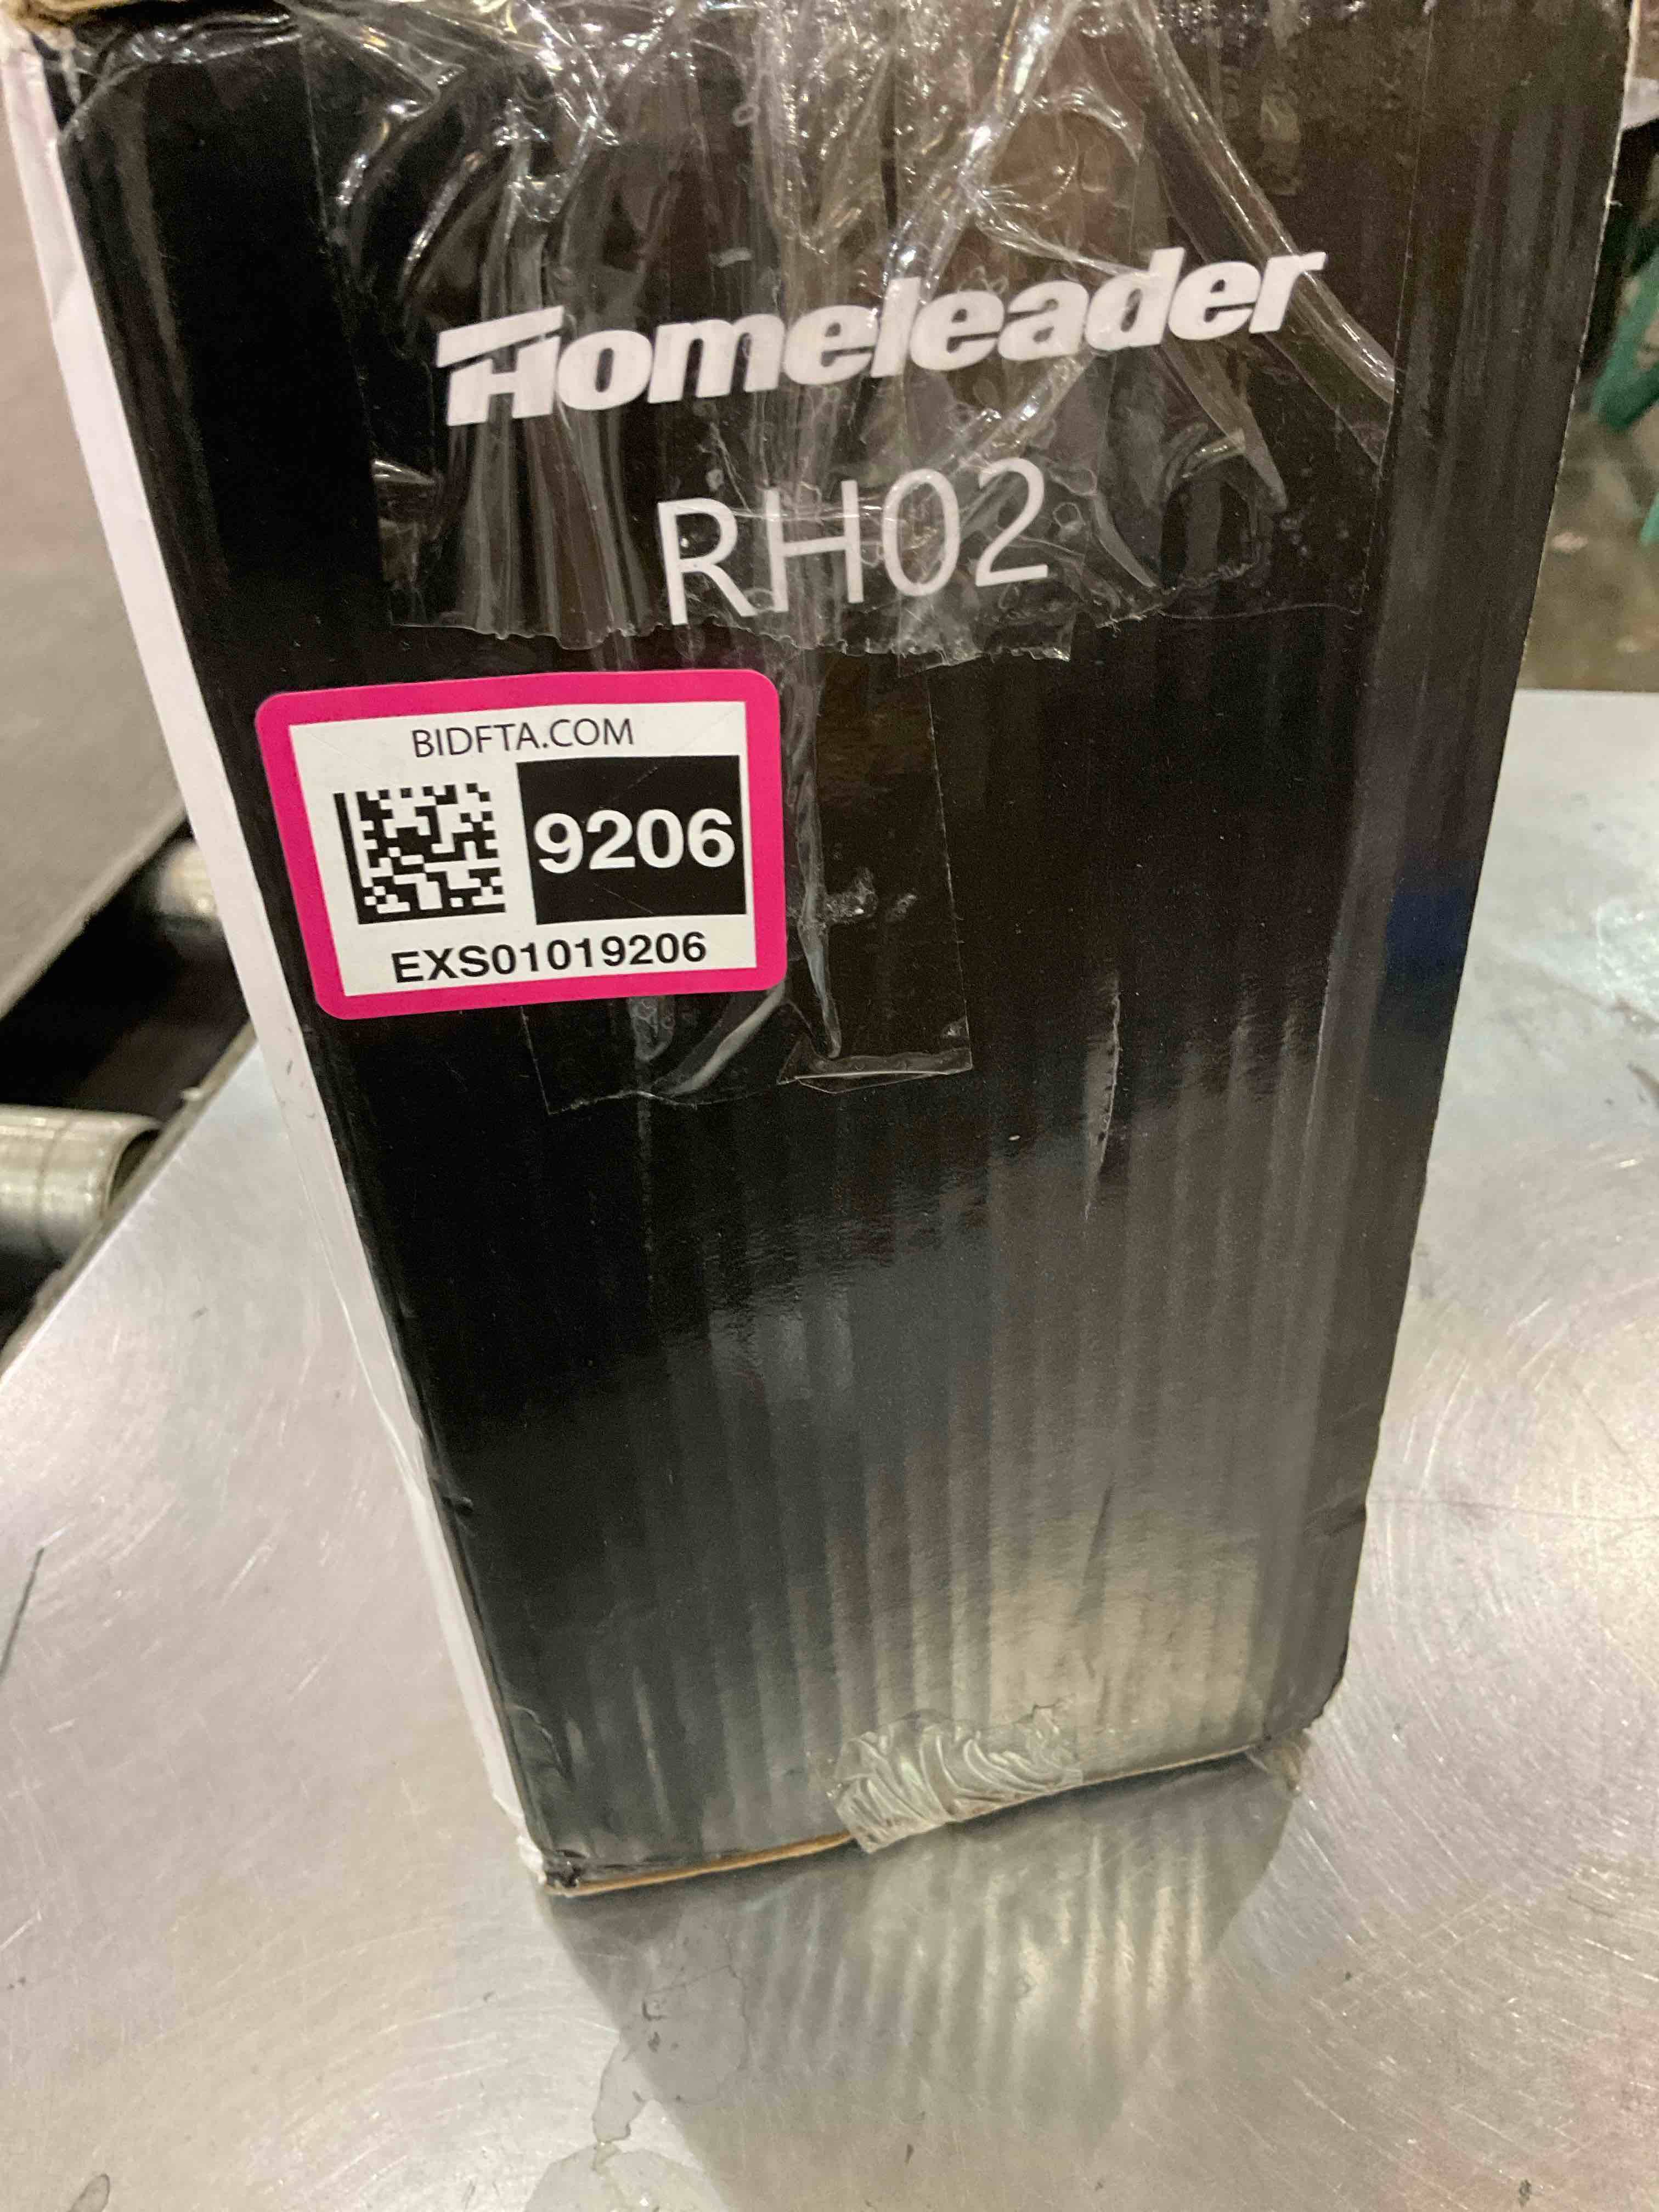 Homeleader
RH02
BIDFTA.COM
9206
EXS01019206